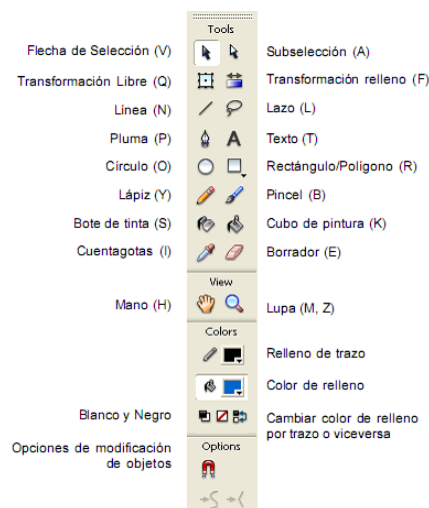 Tools
Flecha de Selección (V)
Subselección (A)
Transformación Libre (Q)
Transformación relleno (F)
Línea (N)
Lazo (L)
Pluma (P)
A
Texto (T)
Círculo (O)
Rectángulo/Polígono (R)
Lápiz (Y)
Pincel (B)
Bote de tinta (S)
Cubo de pintura (K)
Cuentagotas (I)
Borrador (E)
View
Mano (H)
Lupa (M, Z)
Colors
Relleno de trazo
Color de relleno
Blanco y Negro
Cambiar color de relleno
por trazo o viceversa
Opciones de modificación
de objetos
Options